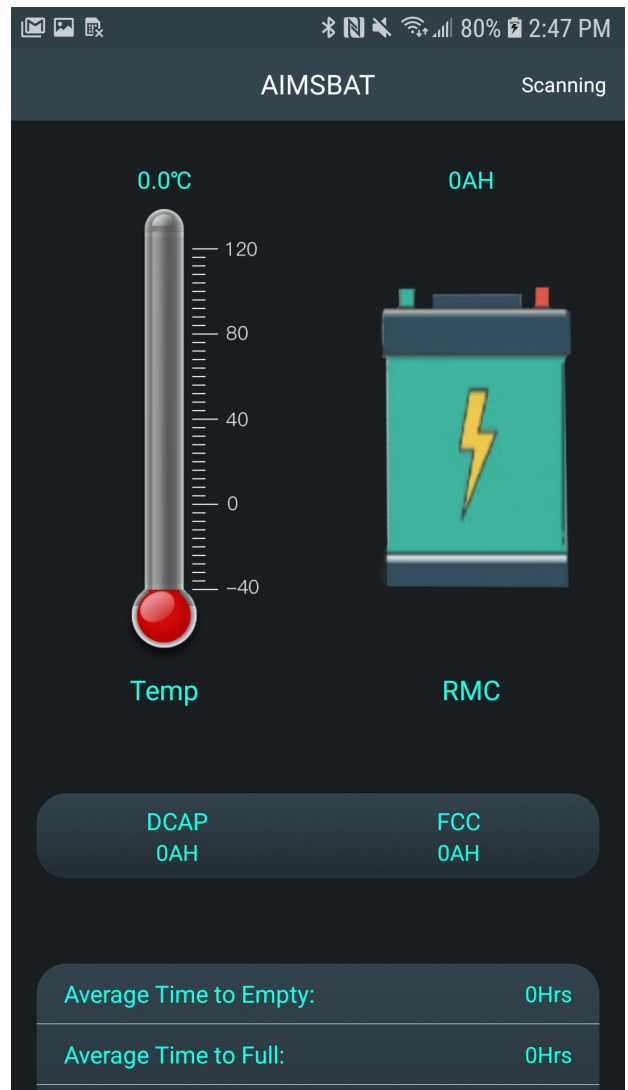 80% 2:47 PM
AIMSBAT Scanning
0.0℃ 0AH
120
80
40
0
−40
Temp RMC
DCAP FCC
0AH 0AH
Average Time to Empty: 0Hrs
Average Time to Full: 0Hrs